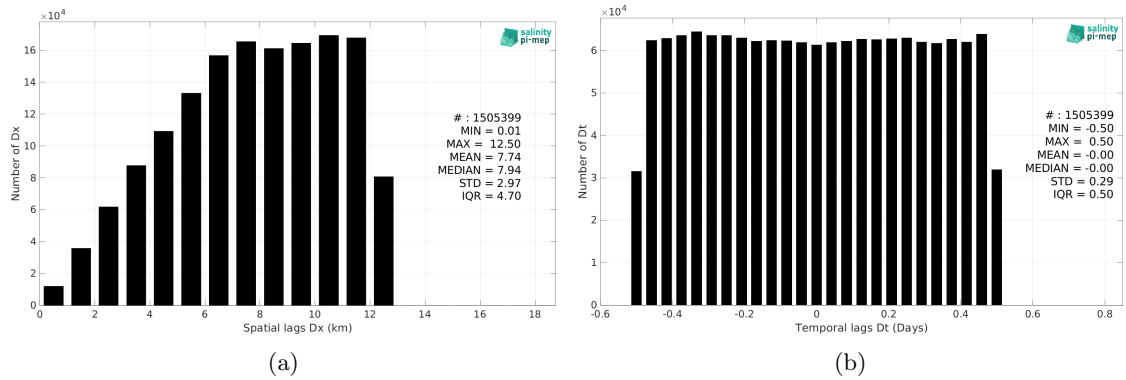 ×10^4
16
14
12
10
8
6
4
2
0
Number of Dx
0 2 4 6 8 10 12 14 16 18
Spatial lags Dx (km)
salinity
pi-mep
# : 1505399
MIN = 0.01
MAX = 12.50
MEAN = 7.74
MEDIAN = 7.94
STD = 2.97
IQR = 4.70
(a)
×10^4
6
5
4
3
2
1
0
Number of Dt
-0.6 -0.4 -0.2 0 0.2 0.4 0.6 0.8
Temporal lags Dt (Days)
salinity
pi-mep
# : 1505399
MIN = -0.50
MAX = 0.50
MEAN = -0.00
MEDIAN = -0.00
STD = 0.29
IQR = 0.50
(b)